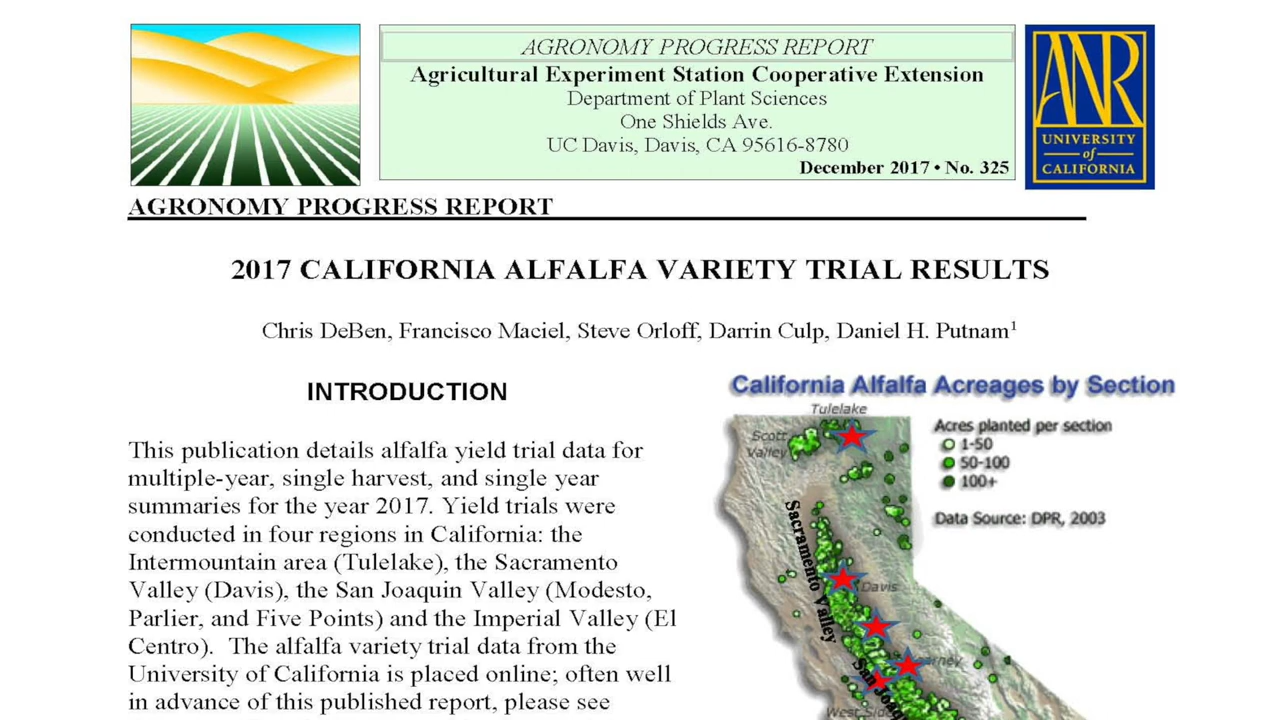 AGRONOMY PROGRESS REPORT
Agricultural Experiment Station Cooperative Extension
Department of Plant Sciences
One Shields Ave.
UC Davis, Davis, CA 95616-8780
December 2017 • No. 325
ANR
UNIVERSITY
of
CALIFORNIA
AGRONOMY PROGRESS REPORT
2017 CALIFORNIA ALFALFA VARIETY TRIAL RESULTS
Chris DeBen, Francisco Maciel, Steve Orloff, Darrin Culp, Daniel H. Putnam¹
INTRODUCTION
This publication details alfalfa yield trial data for
multiple-year, single harvest, and single year
summaries for the year 2017. Yield trials were
conducted in four regions in California: the
Intermountain area (Tulelake), the Sacramento
Valley (Davis), the San Joaquin Valley (Modesto,
Parlier, and Five Points) and the Imperial Valley (El
Centro). The alfalfa variety trial data from the
University of California is placed online; often well
in advance of this published report, please see
California Alfalfa Acreages by Section
Tulelake
Scott
Valley
Acres planted per section
1-50
50-100
100+
Data Source: DPR, 2003
Sacramento Valley
Davis
San
West Side